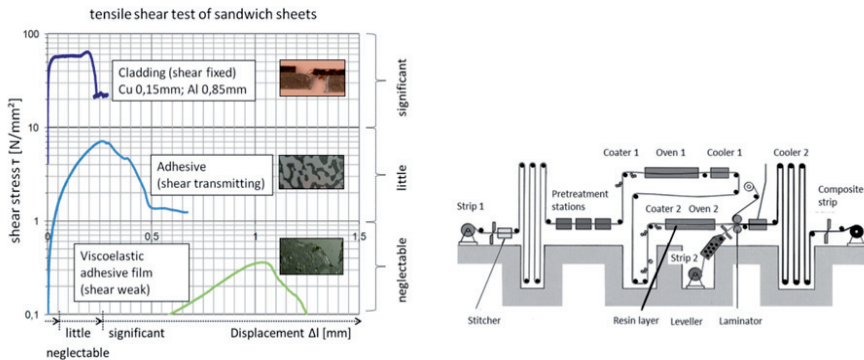 tensile shear test of sandwich sheets
100
10
1
0,1
shear stress τ [N/mm²]
Cladding (shear fixed)
Cu 0,15mm; Al 0,85mm
Adhesive
(shear transmitting)
Viscoelastic
adhesive film
(shear weak)
0,5
1
1,5
significant
little
neglectable
little
significant
Displacement Δl [mm]
neglectable
Coater 1
Oven 1
Cooler 1
Cooler 2
Strip 1
Pretreatment
stations
Coater 2
Oven 2
Composite
strip
Strip 2
Stitcher
Resin layer
Leveller
Laminator